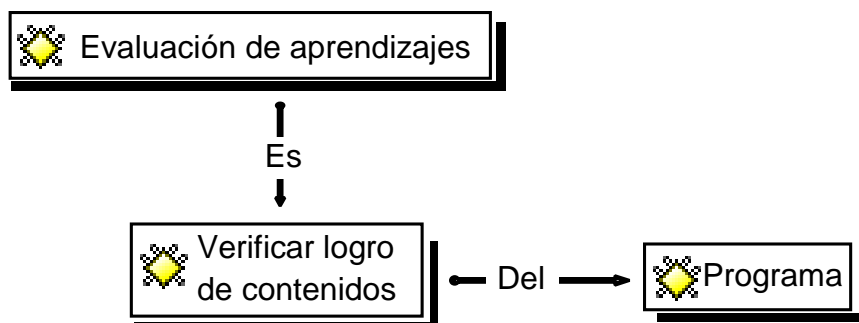 Evaluación de aprendizajes
Es
Verificar logro
de contenidos
Del
Programa